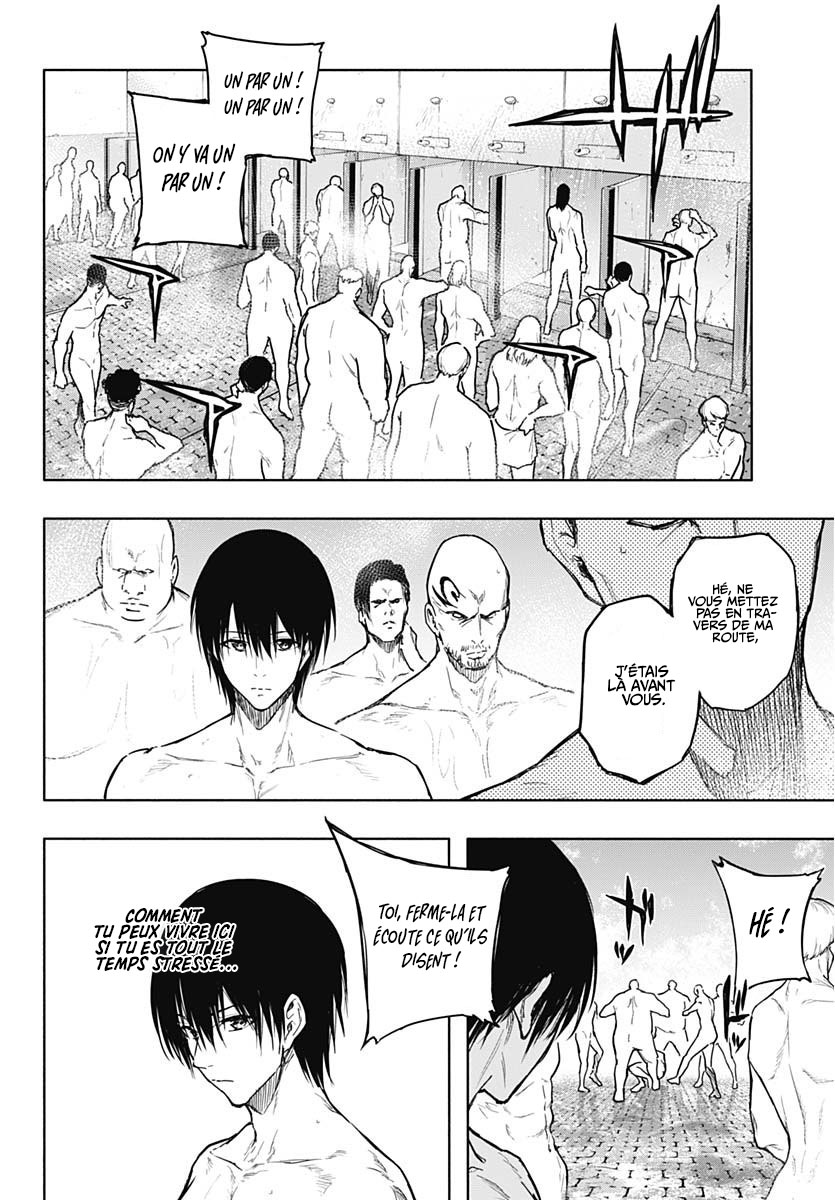 UN PAR UN !
UN PAR UN !
ON Y VA UN
PAR UN !
HÉ, NE
VOUS METTEZ
PAS EN TRA-
VERS DE MA
ROUTE,
J'ÉTAIS
LÀ AVANT
VOUS.
HÉ !
TOI, FERME-LA ET
ÉCOUTE CE QU'ILS
DISENT !
COMMENT
TU PEUX VIVRE ICI
SI TU ES TOUT LE
TEMPS STRESSÉ...